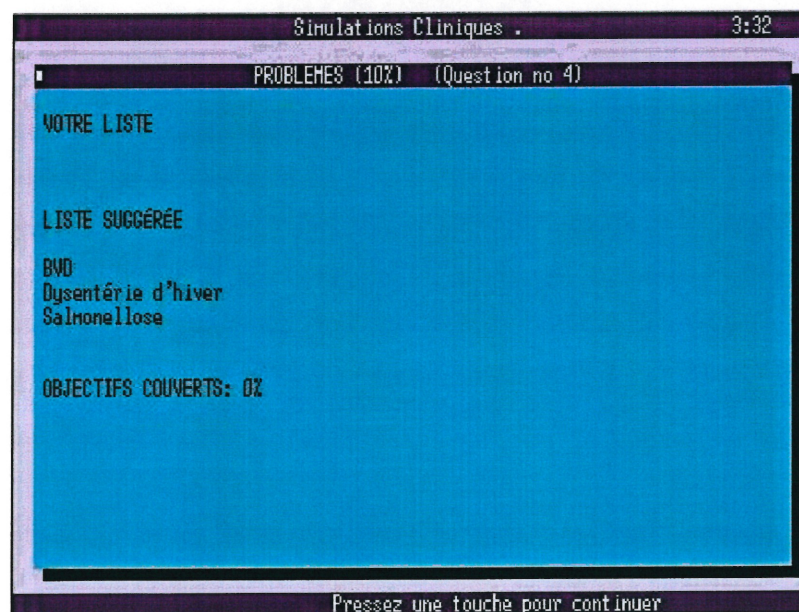 Simulations Cliniques . 3:32
PROBLEMES (10%) (Question no 4)
VOTRE LISTE
LISTE SUGGÉRÉE
BVD
Dysentérie d'hiver
Salmonellose
OBJECTIFS COUVERTS: 0%
Pressez une touche pour continuer